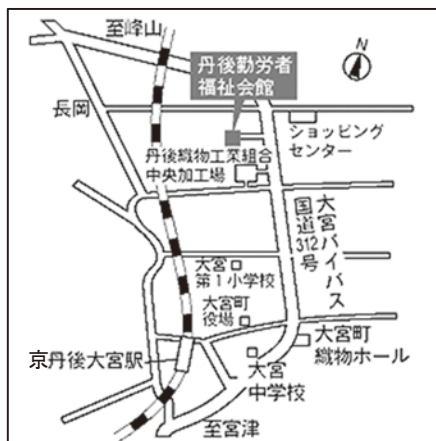 至峰山
N
丹後勤労者
福祉会館
長岡
ショッピング
センター
丹後織物工業組合
中央加工場
大宮バイパス
国道312号
大宮
第1小学校
大宮町
役場
京丹後大宮駅
大宮
中学校
大宮町
織物ホール
至宮津